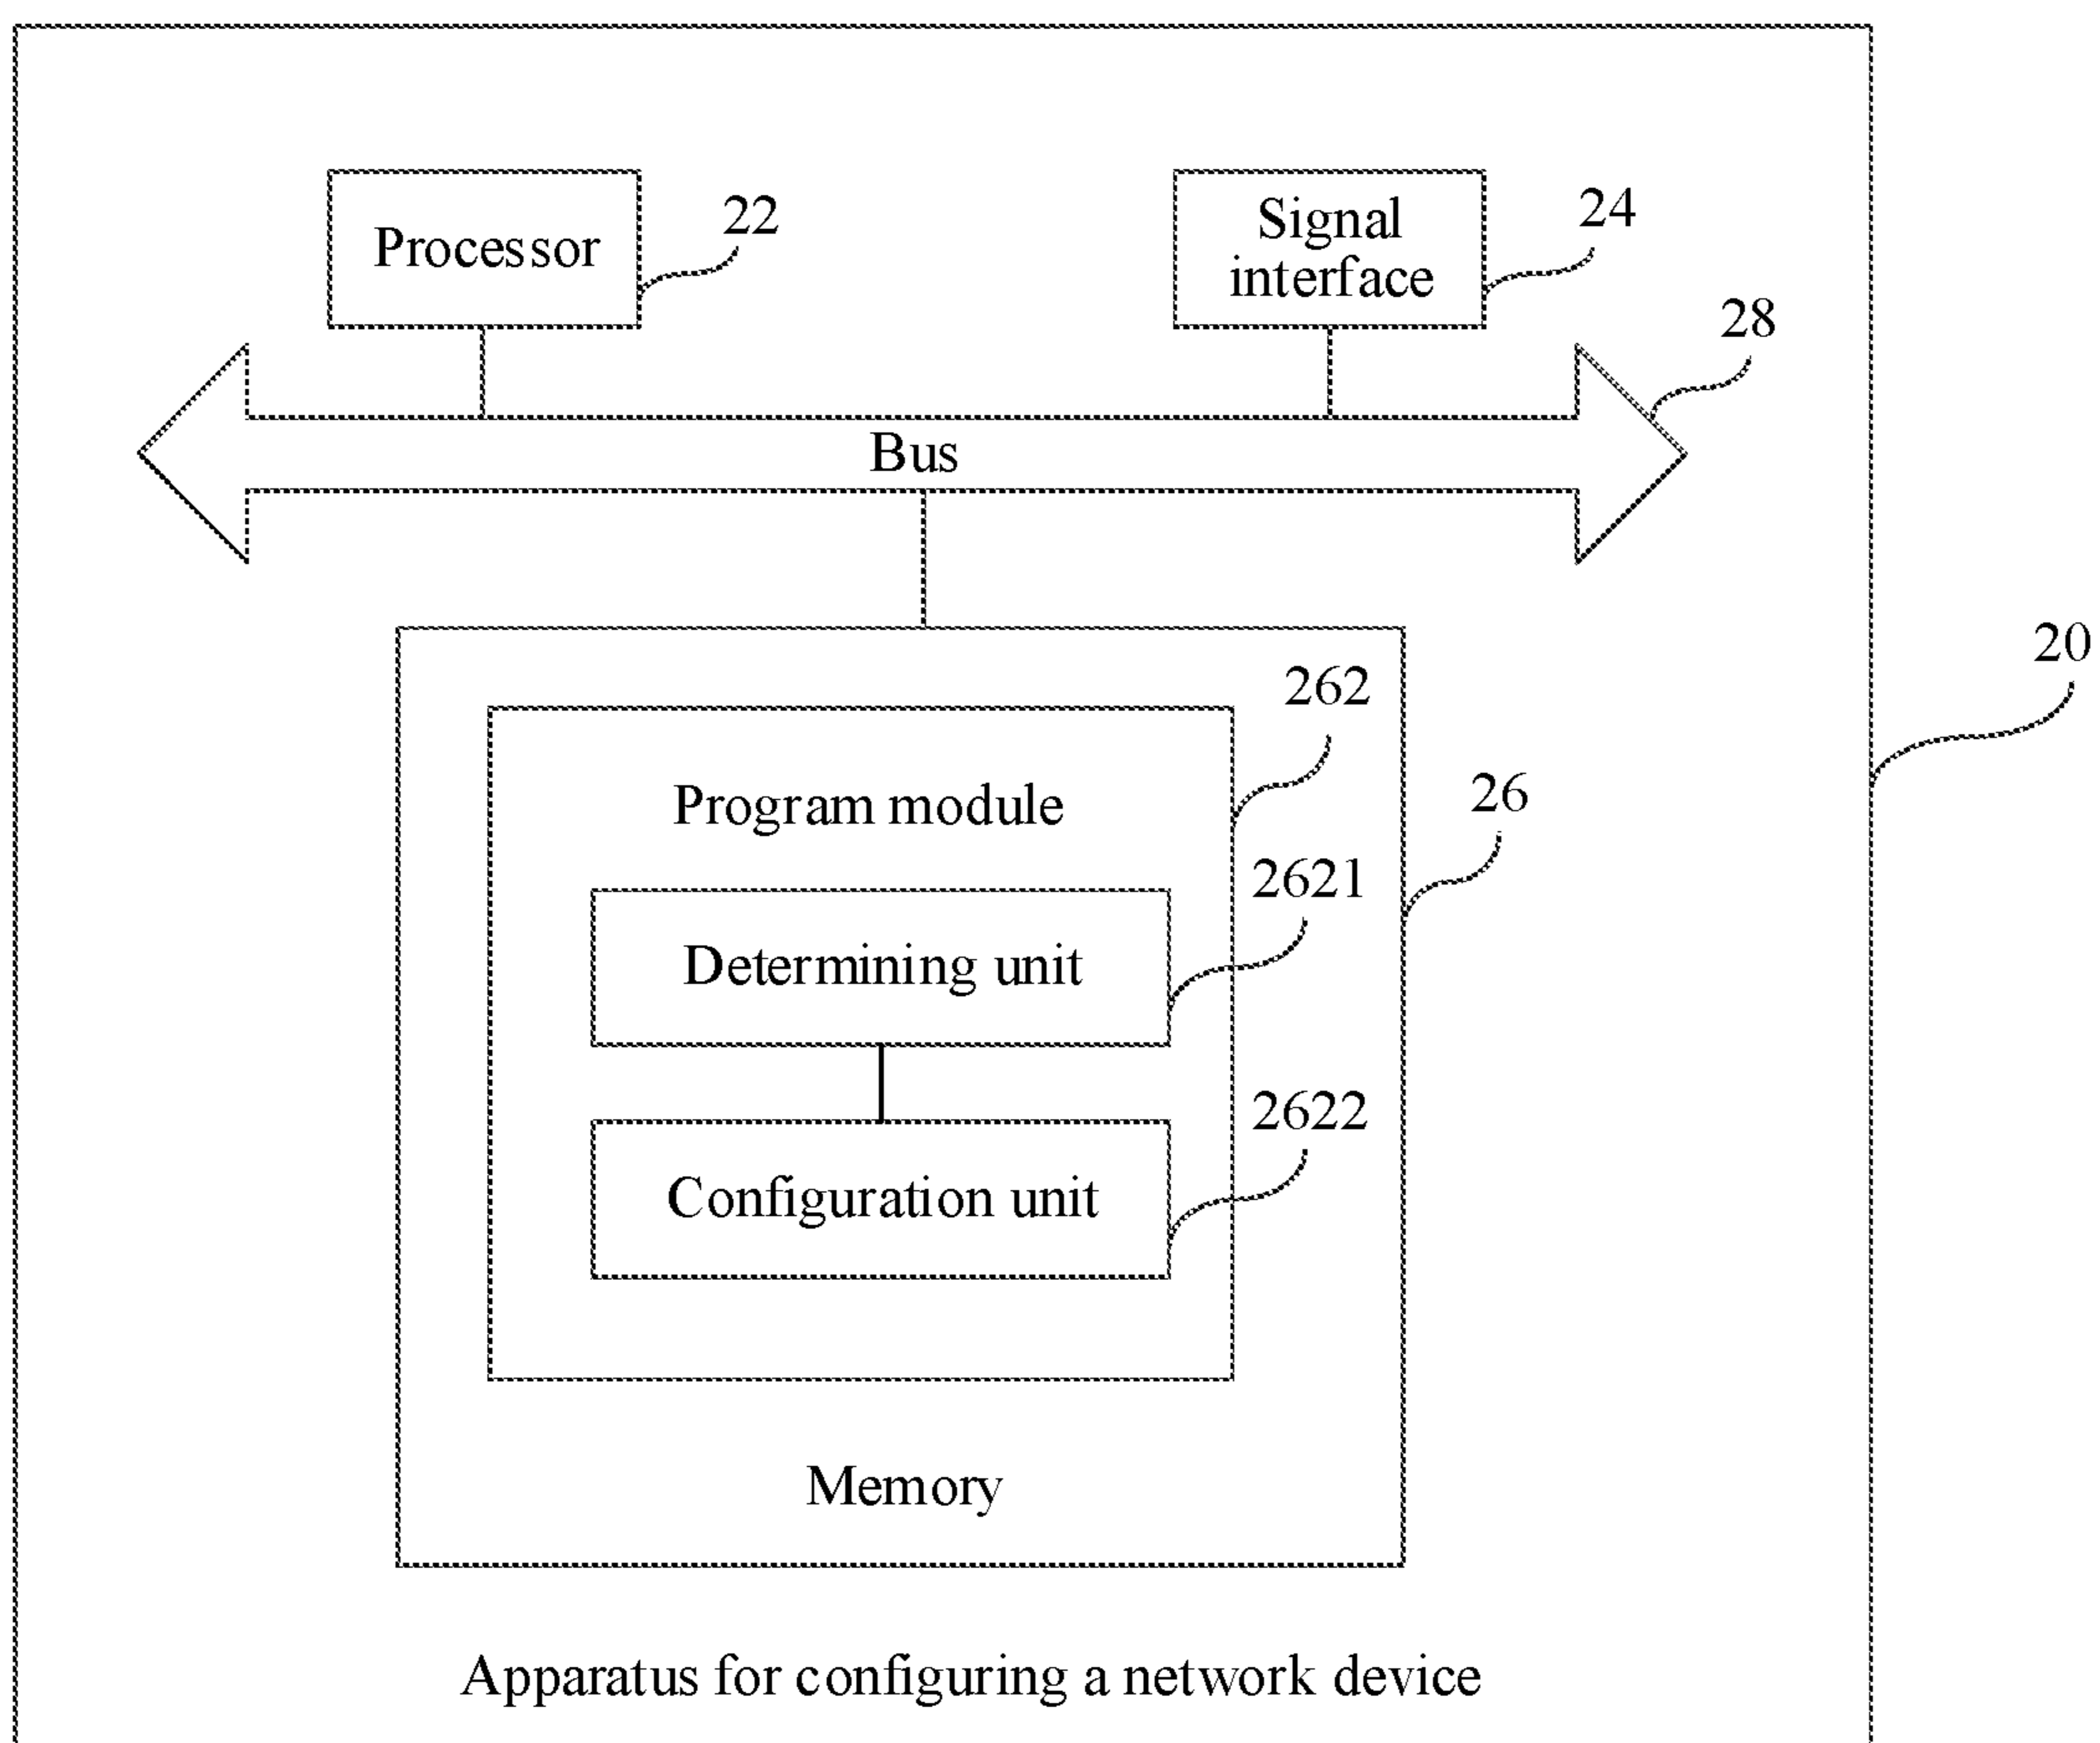 Processor
22
Signal
interface
24
28
Bus
20
262
Program module
26
2621
Determining unit
2622
Configuration unit
Memory
Apparatus for configuring a network device